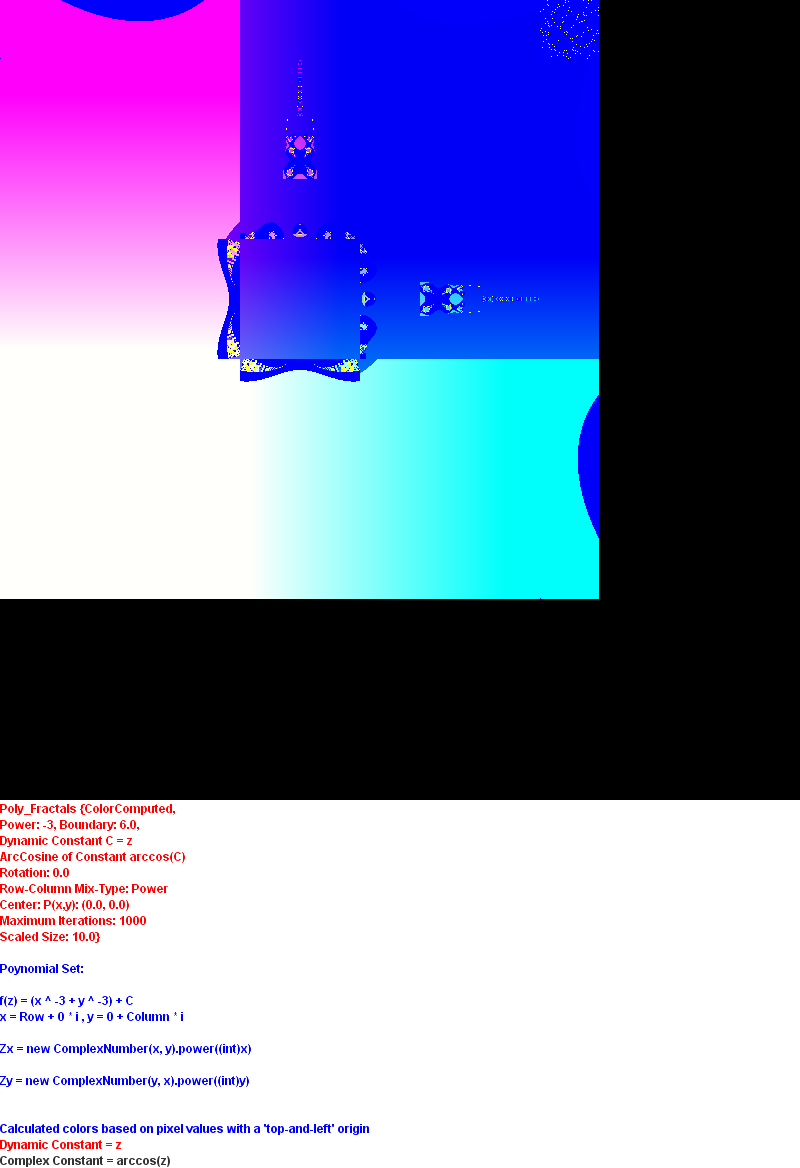 Poly_Fractals {ColorComputed,
Power: -3, Boundary: 6.0,
Dynamic Constant C = z
ArcCosine of Constant arccos(C)
Rotation: 0.0
Row-Column Mix-Type: Power
Center: P(x,y): (0.0, 0.0)
Maximum Iterations: 1000
Scaled Size: 10.0}
Poynomial Set:
f(z) = (x ^ -3 + y ^ -3) + C
x = Row + 0 * i , y = 0 + Column * i
Zx = new ComplexNumber(x, y).power((int)x)
Zy = new ComplexNumber(y, x).power((int)y)
Calculated colors based on pixel values with a 'top-and-left' origin
Dynamic Constant = z
Complex Constant = arccos(z)